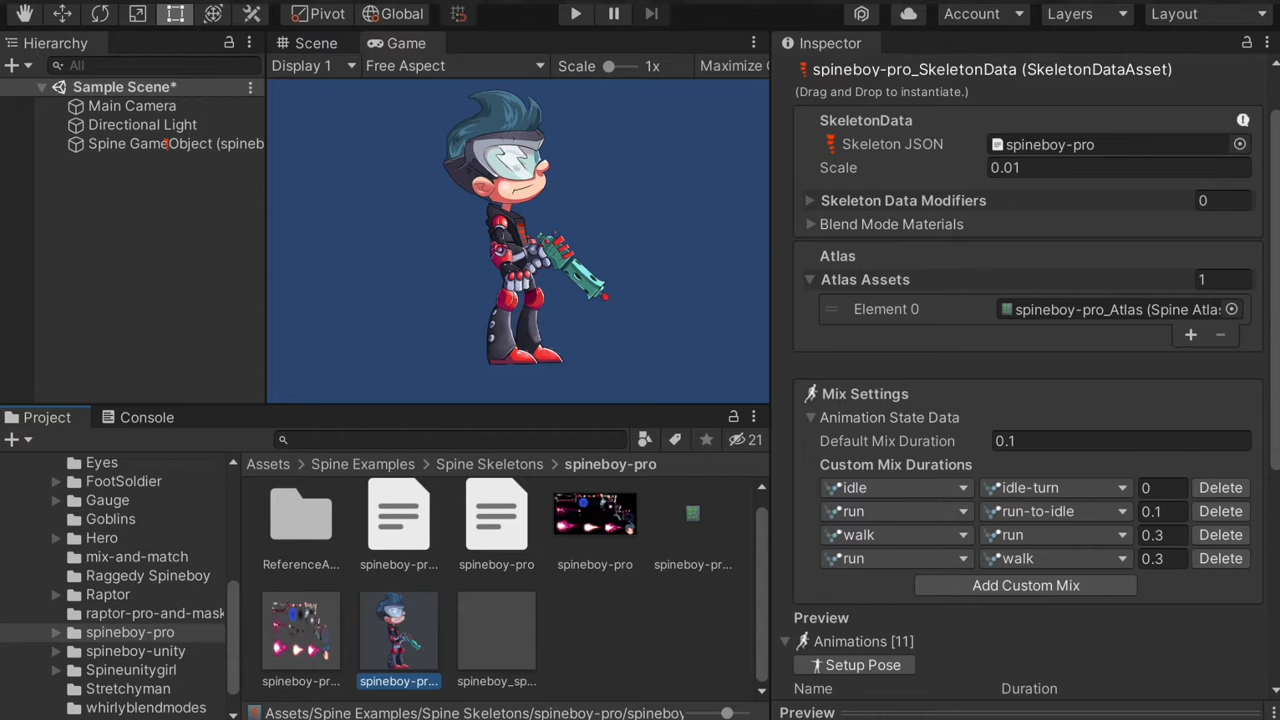 Pivot
Global
Account
Layers
Layout
Hierarchy
All
Sample Scene*
Main Camera
Directional Light
Spine GameObject (spineb
Scene
Game
Display 1
Free Aspect
Scale
1x
Maximize
Inspector
spineboy-pro_SkeletonData (SkeletonDataAsset)
(Drag and Drop to instantiate.)
SkeletonData
Skeleton JSON
spineboy-pro
Scale
0.01
Skeleton Data Modifiers
0
Blend Mode Materials
Atlas
Atlas Assets
1
Element 0
spineboy-pro_Atlas (Spine Atlas
Mix Settings
Animation State Data
Default Mix Duration
0.1
Custom Mix Durations
idle
idle-turn
0
Delete
run
run-to-idle
0.1
Delete
walk
run
0.3
Delete
run
walk
0.3
Delete
Add Custom Mix
Preview
Animations [11]
Setup Pose
Name
Duration
Preview
Project
Console
21
Eyes
FootSoldier
Gauge
Goblins
Hero
mix-and-match
Raggedy Spineboy
Raptor
raptor-pro-and-mask
spineboy-pro
spineboy-unity
Spineunitygirl
Stretchyman
whirlyblendmodes
Assets
Spine Examples
Spine Skeletons
spineboy-pro
ReferenceA...
spineboy-pr...
spineboy-pro
spineboy-pro
spineboy-pr...
spineboy-pr...
spineboy-pr...
spineboy_sp...
Assets/Spine Examples/Spine Skeletons/spineboy-pro/spineboy